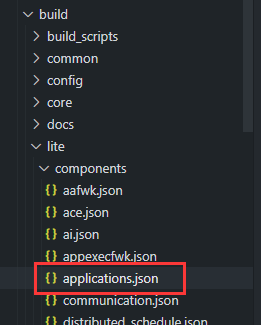 build
build_scripts
common
config
core
docs
lite
components
{} aafwk.json
{} ace.json
{} ai.json
{} appexecfwk.json
{} applications.json
{} communication.json
{} distributed_schedule.json